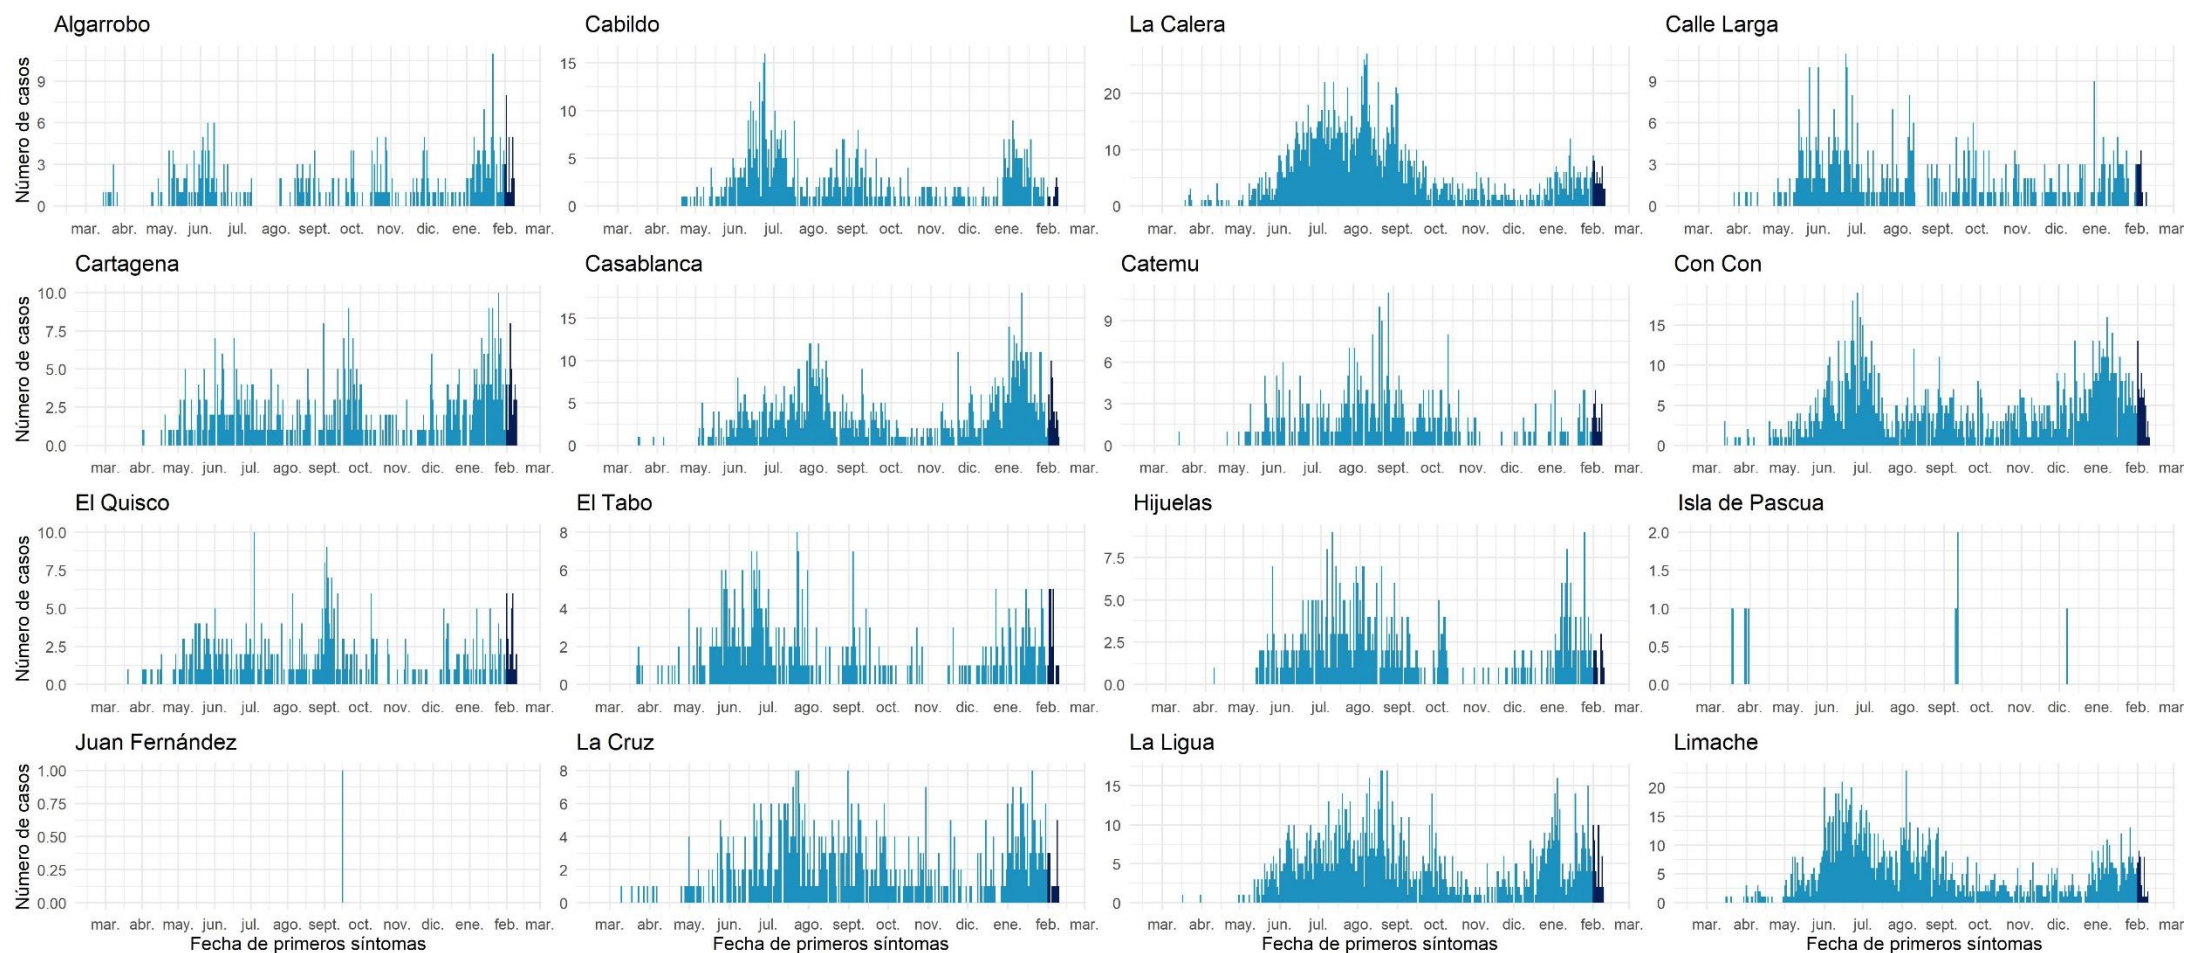 Algarrobo
Cabildo
La Calera
Calle Larga
Número de casos
9
6
3
0
15
10
5
0
20
10
0
9
6
3
0
mar. abr. may. jun. jul. ago. sept. oct. nov. dic. ene. feb. mar.
mar. abr. may. jun. jul. ago. sept. oct. nov. dic. ene. feb. mar.
mar. abr. may. jun. jul. ago. sept. oct. nov. dic. ene. feb. mar.
mar. abr. may. jun. jul. ago. sept. oct. nov. dic. ene. feb. mar
Cartagena
Casablanca
Catemu
Con Con
Número de casos
10.0
7.5
5.0
2.5
0.0
15
10
5
0
9
6
3
0
15
10
5
0
mar. abr. may. jun. jul. ago. sept. oct. nov. dic. ene. feb. mar.
mar. abr. may. jun. jul. ago. sept. oct. nov. dic. ene. feb. mar.
mar. abr. may. jun. jul. ago. sept. oct. nov. dic. ene. feb. mar.
mar. abr. may. jun. jul. ago. sept. oct. nov. dic. ene. feb. mar
El Quisco
El Tabo
Hijuelas
Isla de Pascua
Número de casos
10.0
7.5
5.0
2.5
0.0
8
6
4
2
0
7.5
5.0
2.5
0.0
2.0
1.5
1.0
0.5
0.0
mar. abr. may. jun. jul. ago. sept. oct. nov. dic. ene. feb. mar.
mar. abr. may. jun. jul. ago. sept. oct. nov. dic. ene. feb. mar.
mar. abr. may. jun. jul. ago. sept. oct. nov. dic. ene. feb. mar.
mar. abr. may. jun. jul. ago. sept. oct. nov. dic. ene. feb. mar
Juan Fernández
La Cruz
La Ligua
Limache
Número de casos
1.00
0.75
0.50
0.25
0.00
8
6
4
2
0
15
10
5
0
20
15
10
5
0
mar. abr. may. jun. jul. ago. sept. oct. nov. dic. ene. feb. mar.
mar. abr. may. jun. jul. ago. sept. oct. nov. dic. ene. feb. mar.
mar. abr. may. jun. jul. ago. sept. oct. nov. dic. ene. feb. mar.
mar. abr. may. jun. jul. ago. sept. oct. nov. dic. ene. feb. mar
Fecha de primeros síntomas
Fecha de primeros síntomas
Fecha de primeros síntomas
Fecha de primeros síntomas